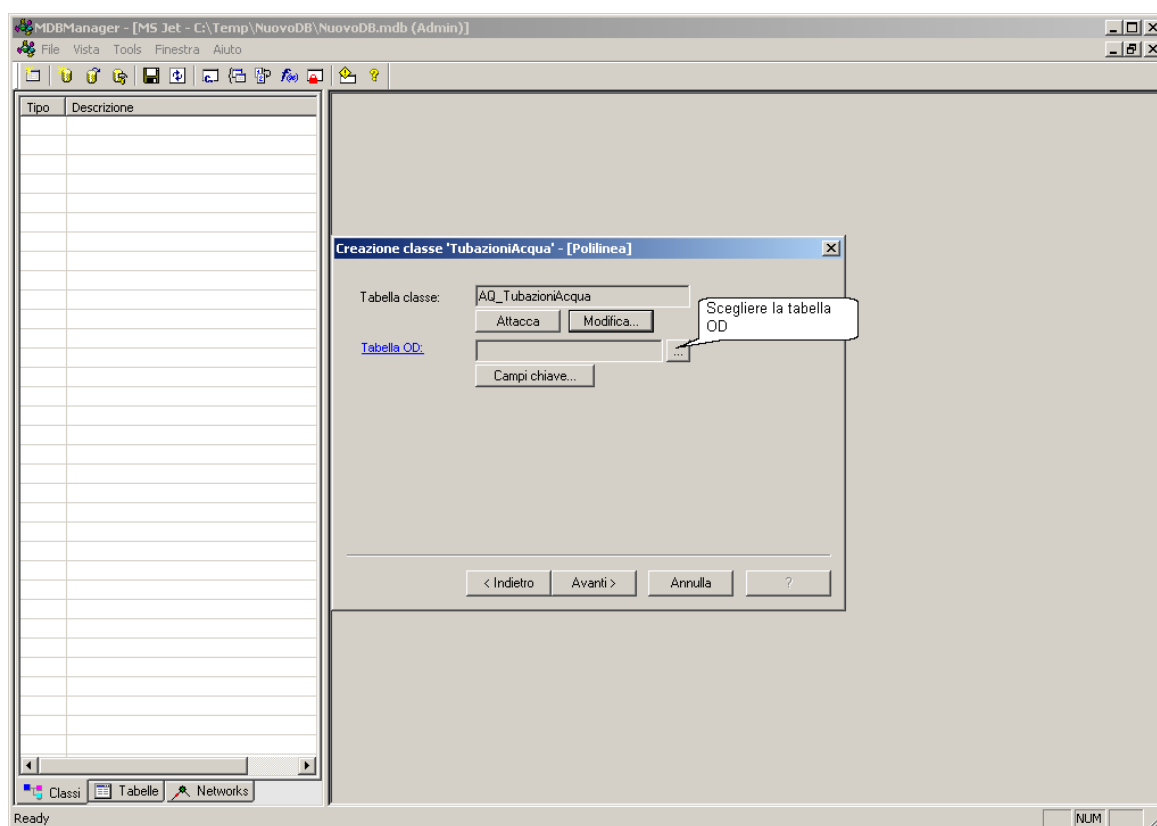 MDBManager - [MS Jet - C:\Temp\NuovoDB\NuovoDB.mdb (Admin)]
File Vista Tools Finestra Aiuto
Tipo Descrizione
Creazione classe 'TubazioniAcqua' - [Polilinea]
Tabella classe: AQ_TubazioniAcqua
Attacca Modifica...
Scegliere la tabella
OD
Tabella OD: ...
Campi chiave...
< Indietro Avanti > Annulla ?
Classi Tabelle Networks
Ready NUM